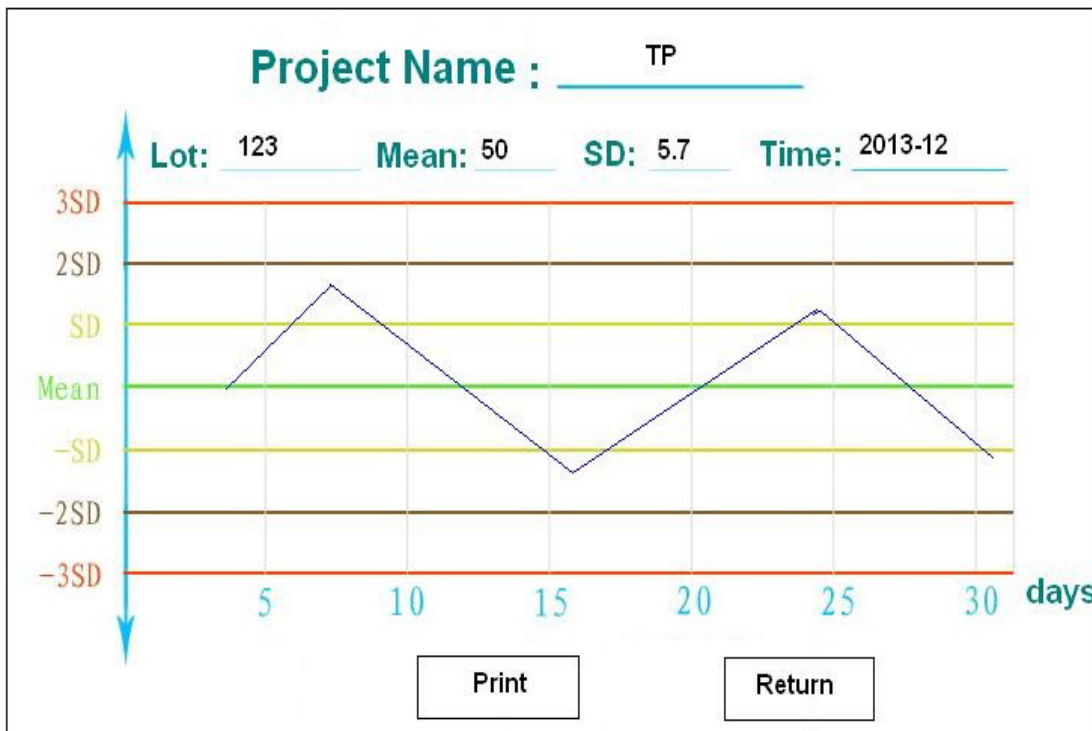 Project Name : TP
Lot: 123 Mean: 50 SD: 5.7 Time: 2013-12
3SD
2SD
SD
Mean
-SD
-2SD
-3SD
5 10 15 20 25 30 days
Print Return